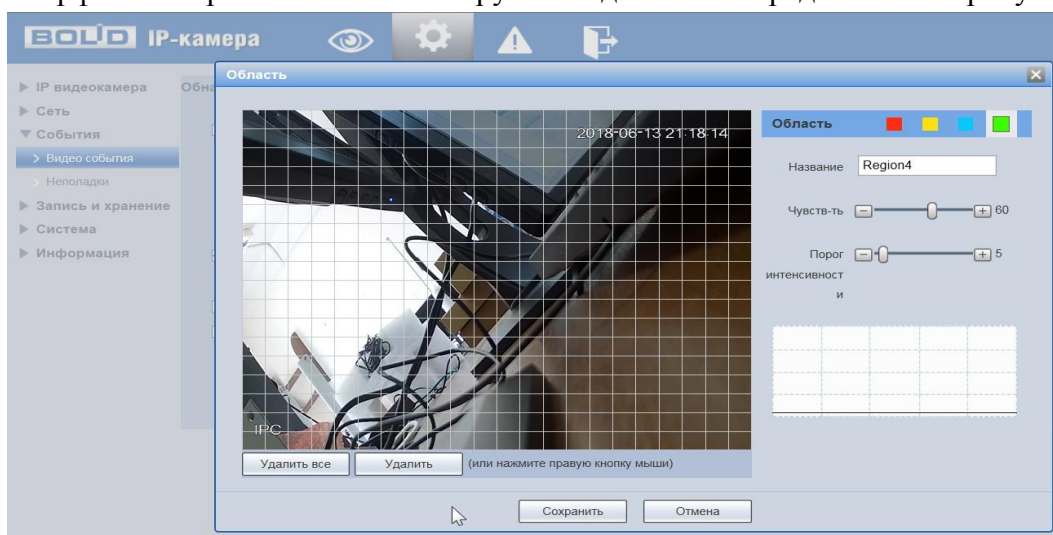 BOLID IP-камера
Область
IP видеокамера
Обна
Сеть
События
Видео события
Неполадки
Запись и хранение
Система
Информация
2018-06-13 21:18:14
IPC
Область
Название Region4
Чувств-ть 60
Порог 5
интенсивност
и
Удалить все Удалить (или нажмите правую кнопку мыши)
Сохранить Отмена